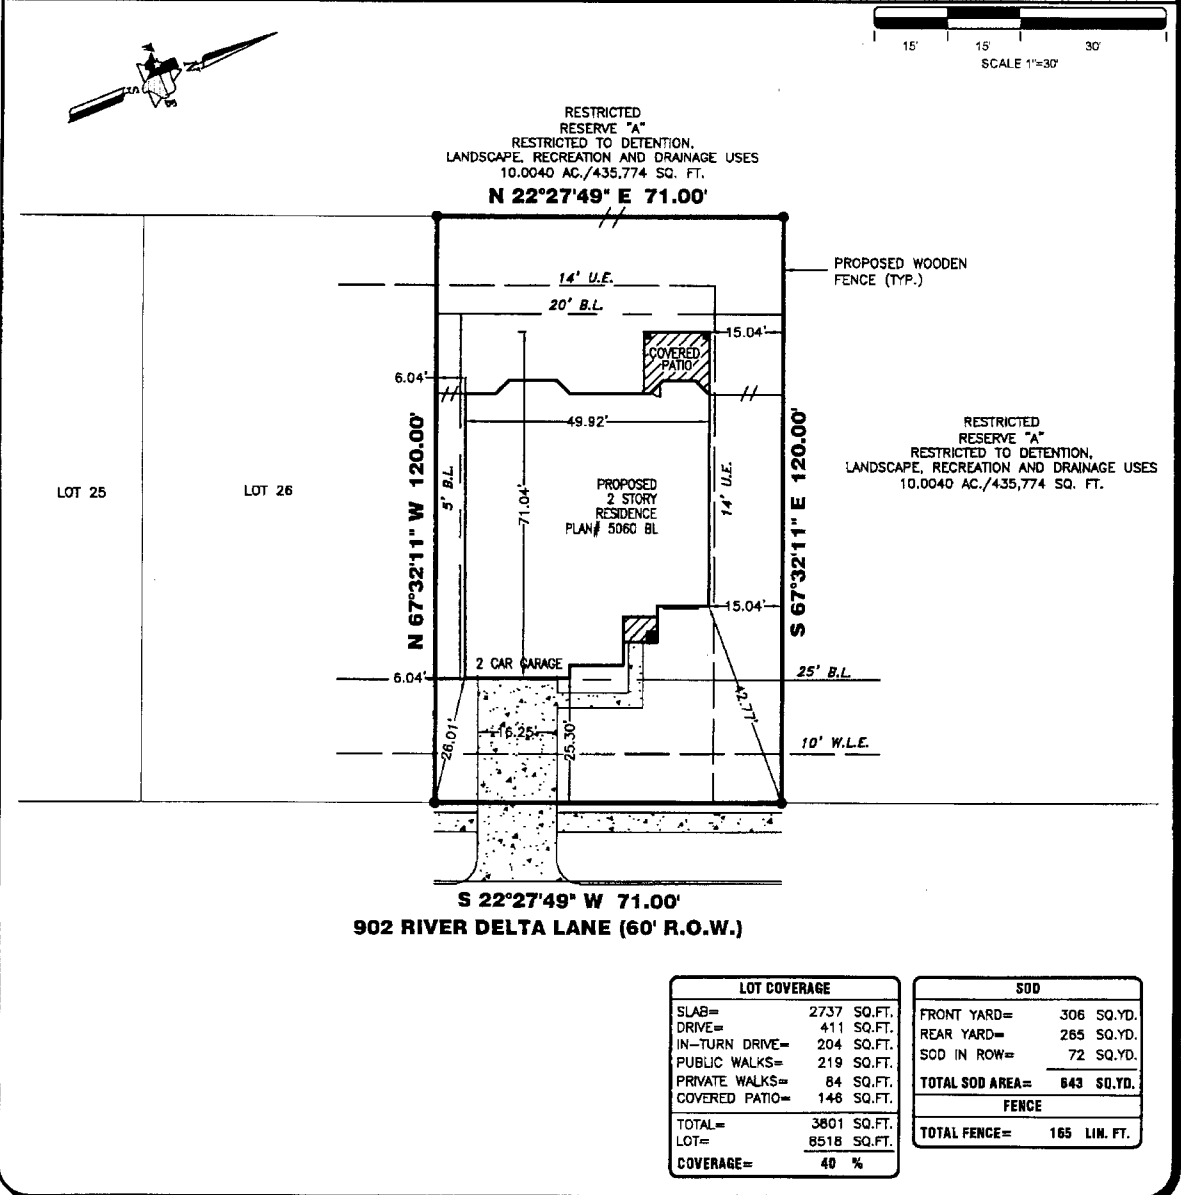 15' 15' 30'
SCALE 1"=30'
N
S
RESTRICTED
RESERVE "A"
RESTRICTED TO DETENTION,
LANDSCAPE, RECREATION AND DRAINAGE USES
10.0040 AC./435,774 SQ. FT.
N 22°27'49" E 71.00'
PROPOSED WOODEN
FENCE (TYP.)
14' U.E.
20' B.L.
15.04'
COVERED
PATIO
6.04'
49.92'
N 67°32'11" W 120.00'
5' B.L.
71.04'
14' U.E.
S 67°32'11" E 120.00'
RESTRICTED
RESERVE "A"
RESTRICTED TO DETENTION,
LANDSCAPE, RECREATION AND DRAINAGE USES
10.0040 AC./435,774 SQ. FT.
LOT 25
LOT 26
PROPOSED
2 STORY
RESIDENCE
PLAN# 5060 BL
15.04'
2 CAR GARAGE
6.04'
25' B.L.
26.01'
16.25'
25.30'
42.77'
10' W.L.E.
S 22°27'49" W 71.00'
902 RIVER DELTA LANE (60' R.O.W.)
LOT COVERAGE
SLAB= 2737 SQ.FT.
DRIVE= 411 SQ.FT.
IN-TURN DRIVE= 204 SQ.FT.
PUBLIC WALKS= 219 SQ.FT.
PRIVATE WALKS= 84 SQ.FT.
COVERED PATIO= 146 SQ.FT.
TOTAL= 3801 SQ.FT.
LOT= 8518 SQ.FT.
COVERAGE= 40 %
SOD
FRONT YARD= 306 SQ.YD.
REAR YARD= 265 SQ.YD.
SOD IN ROW= 72 SQ.YD.
TOTAL SOD AREA= 643 SQ.YD.
FENCE
TOTAL FENCE= 165 LIN. FT.